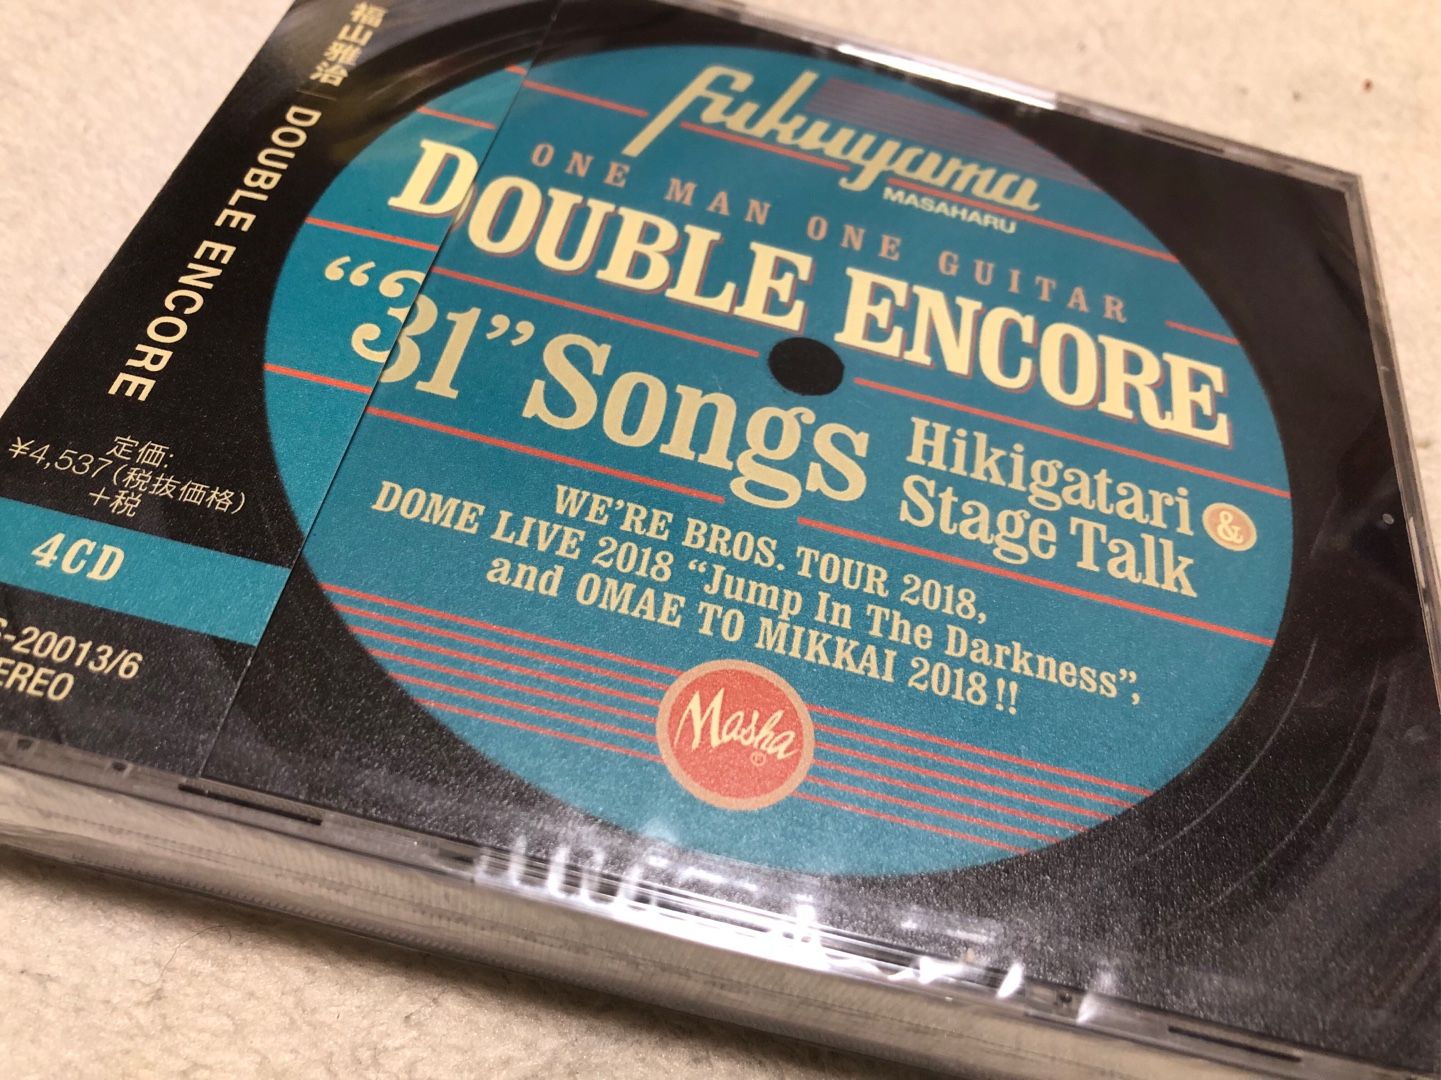 福山雅治 | DOUBLE ENCORE
定価:
¥4,537(税抜価格)
+税
4CD
-20013/6
Fukuyama
MASAHARU
ONE MAN ONE GUITAR
DOUBLE ENCORE
“31” Songs
Hikigatari &
Stage Talk
WE'RE BROS. TOUR 2018,
DOME LIVE 2018 “Jump In The Darkness”,
and OMAE TO MIKKAI 2018!!
Masha
®